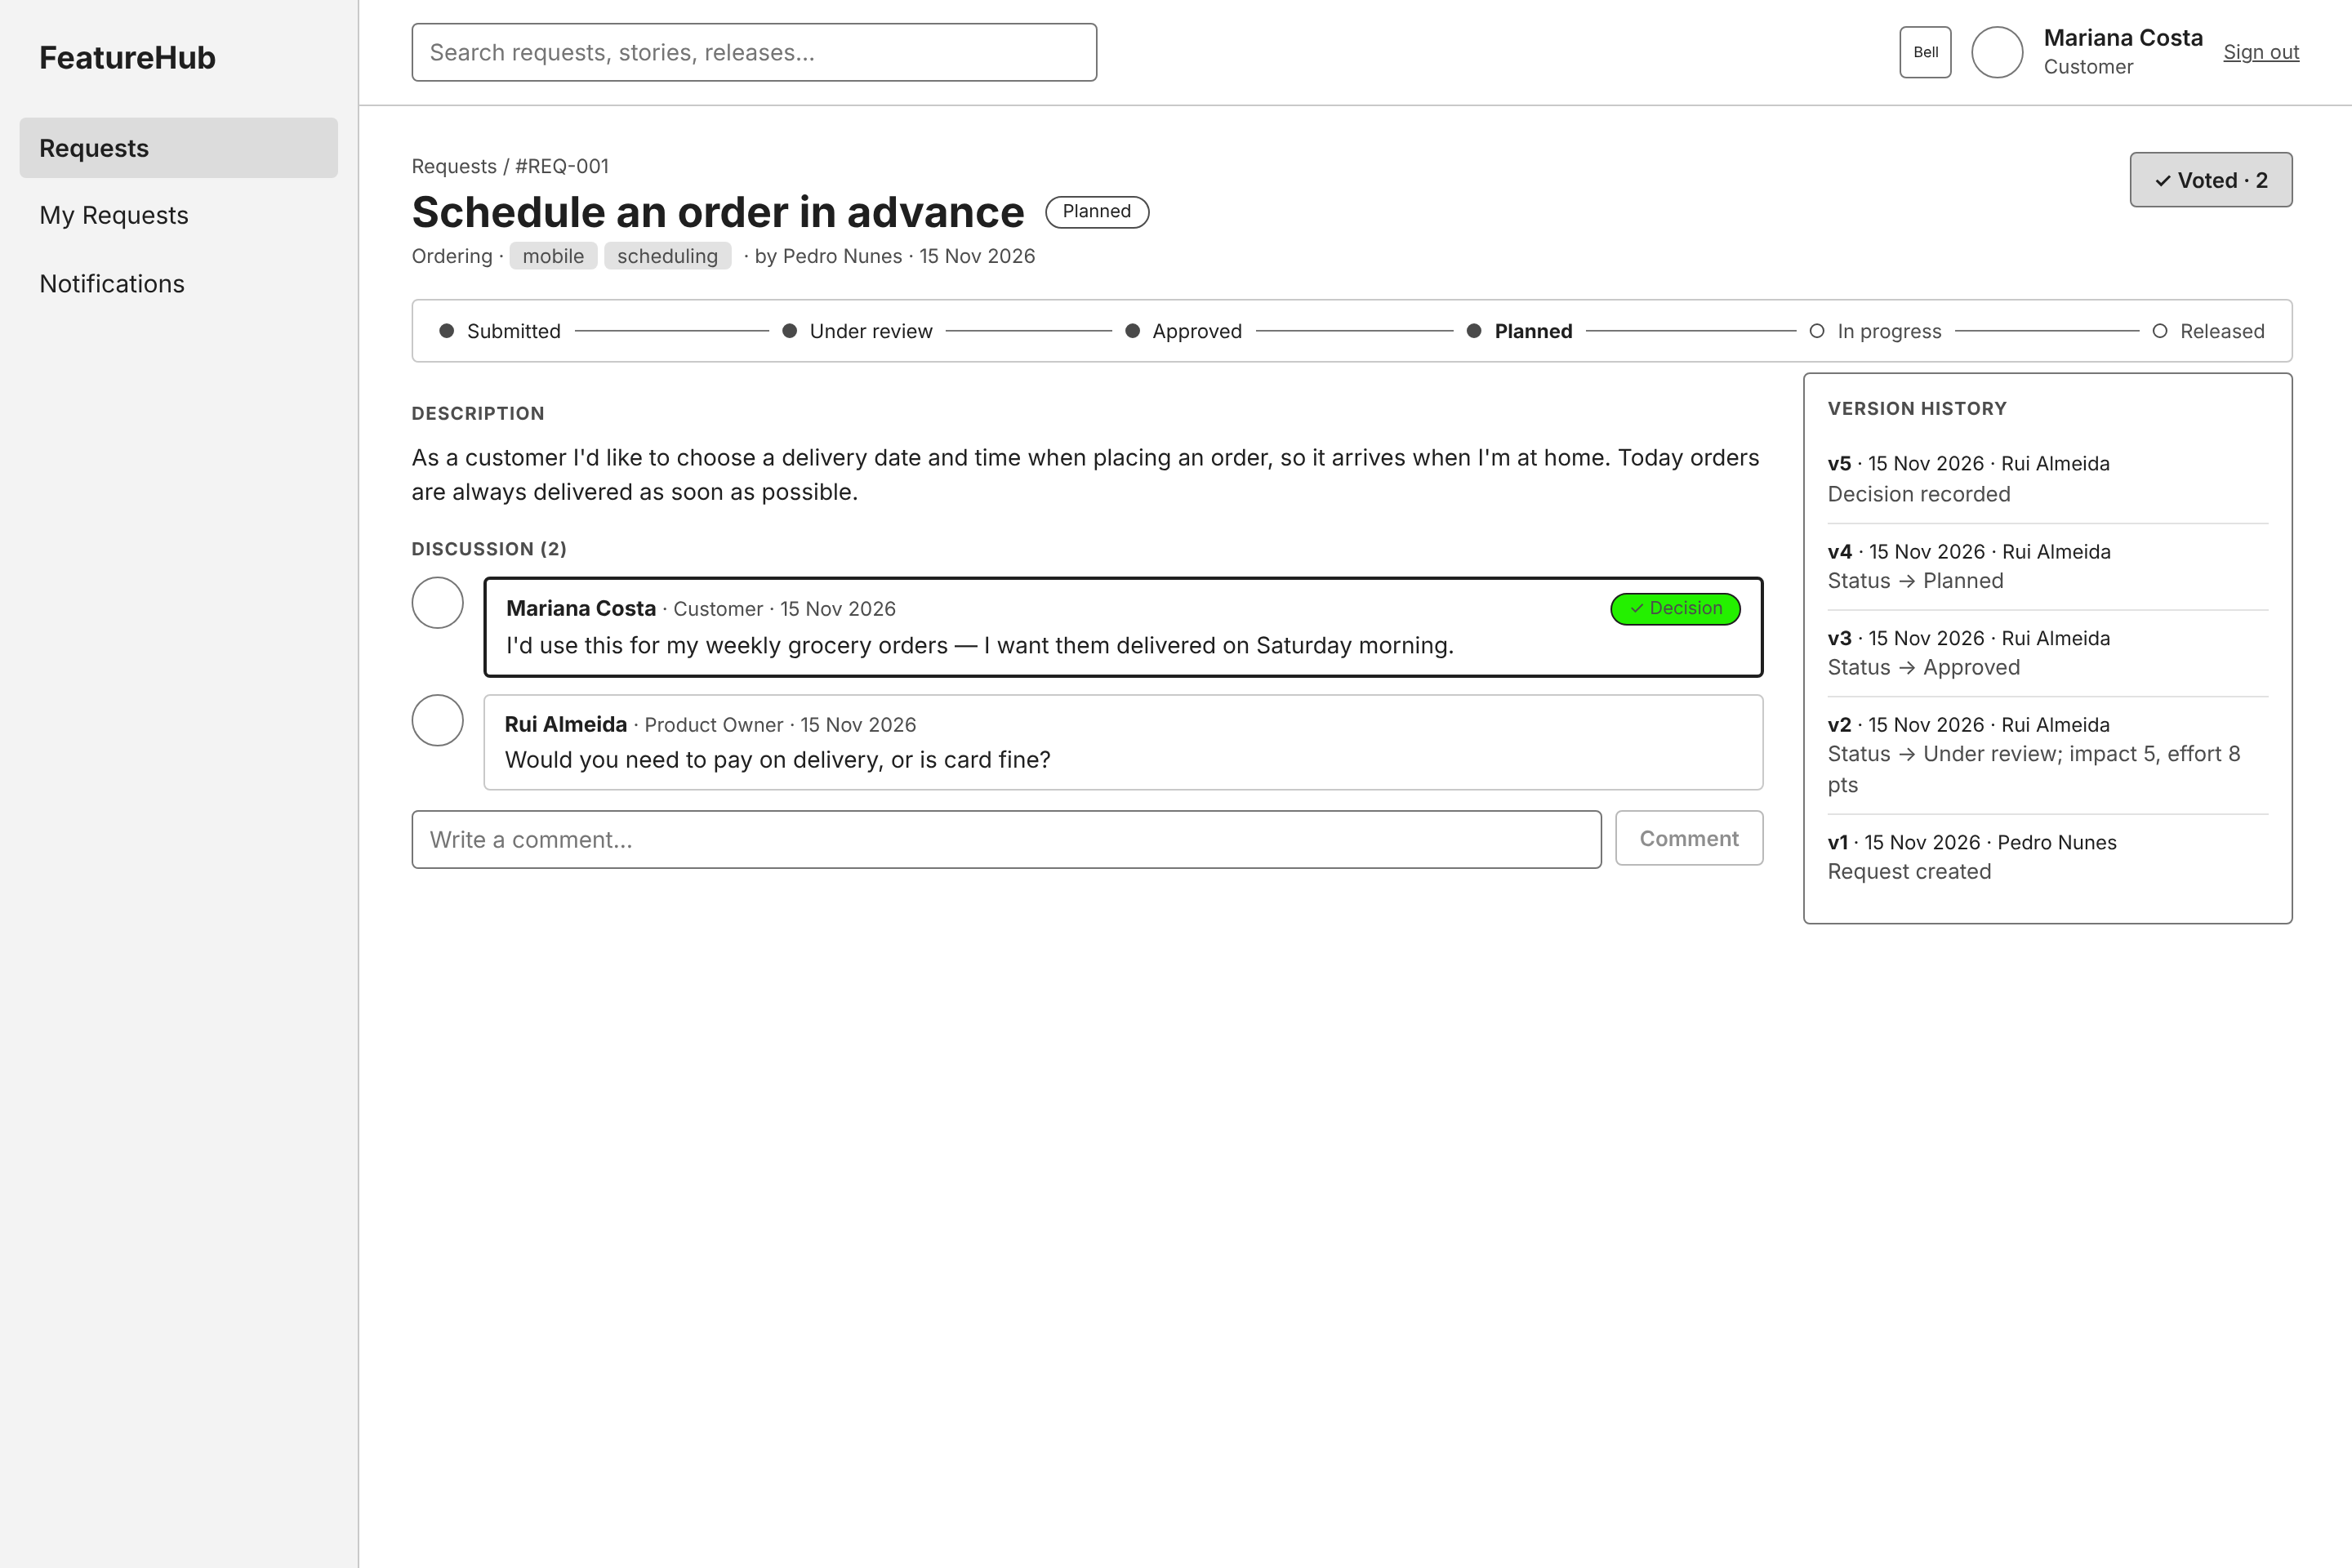 FeatureHub
Requests
My Requests
Notifications
Search requests, stories, releases...
Bell
Mariana Costa
Customer
Sign out
Requests / #REQ-001
Schedule an order in advance
Planned
✓ Voted · 2
Ordering · mobile scheduling · by Pedro Nunes · 15 Nov 2026
Submitted
Under review
Approved
Planned
In progress
Released
DESCRIPTION
As a customer I'd like to choose a delivery date and time when placing an order, so it arrives when I'm at home. Today orders
are always delivered as soon as possible.
DISCUSSION (2)
Mariana Costa · Customer · 15 Nov 2026
✓ Decision
I'd use this for my weekly grocery orders — I want them delivered on Saturday morning.
Rui Almeida · Product Owner · 15 Nov 2026
Would you need to pay on delivery, or is card fine?
Write a comment...
Comment
VERSION HISTORY
v5 · 15 Nov 2026 · Rui Almeida
Decision recorded
v4 · 15 Nov 2026 · Rui Almeida
Status → Planned
v3 · 15 Nov 2026 · Rui Almeida
Status → Approved
v2 · 15 Nov 2026 · Rui Almeida
Status → Under review; impact 5, effort 8
pts
v1 · 15 Nov 2026 · Pedro Nunes
Request created